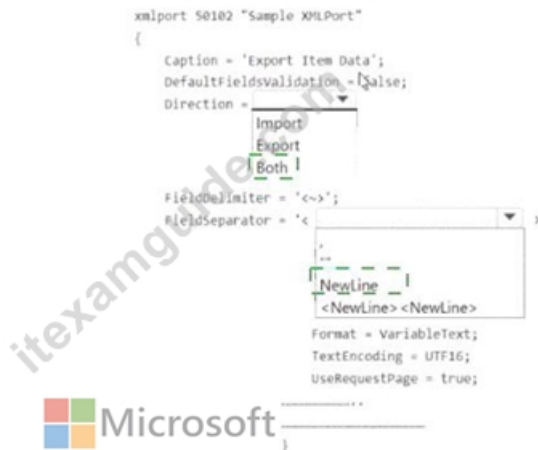 xmlport 50102 "Sample XMLPort"
{
Caption = 'Export Item Data';
DefaultFieldsValidation = false;
Direction =
Import
Export
Both
FieldDelimiter = '<~>';
FieldSeparator = '< >
NewLine
<NewLine><NewLine>
Format = VariableText;
TextEncoding = UTF16;
UseRequestPage = true;
}
itexamguide.com
Microsoft